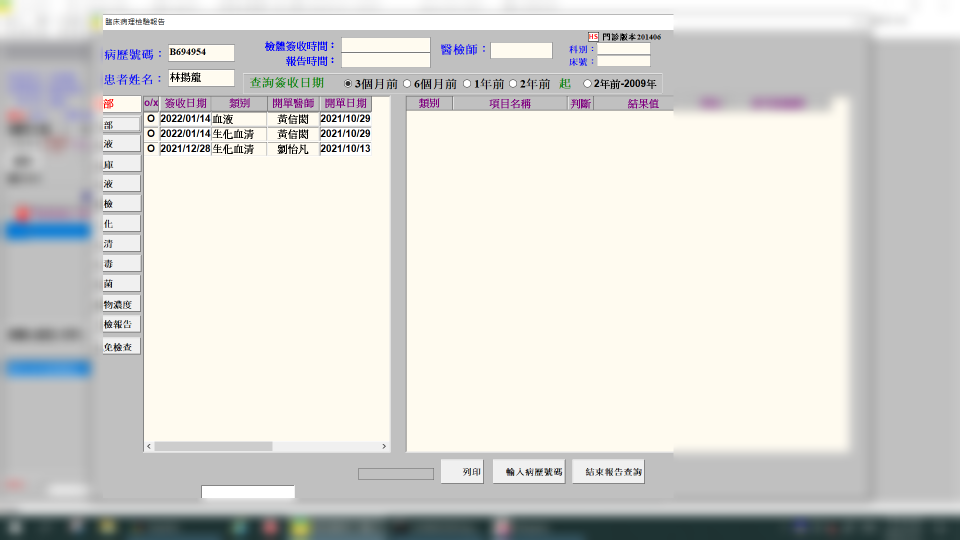 臨床病理檢驗報告
HS 門診版本201406
病歷號碼： B694954 檢體簽收時間： 醫檢師： 科別：
報告時間： 床號：
患者姓名： 林揚龍 查詢簽收日期 3個月前 6個月前 1年前 2年前 起 2年前-2009年
部 o/x 簽收日期 類別 開單醫師 開單日期 類別 項目名稱 判斷 結果值
O 2022/01/14 血液 黃信閎 2021/10/29
O 2022/01/14 生化血清 黃信閎 2021/10/29
O 2021/12/28 生化血清 劉怡凡 2021/10/13
部
液
庫
液
檢
化
清
毒
菌
物濃度
檢報告
免檢查
列印 輸入病歷號碼 結束報告查詢